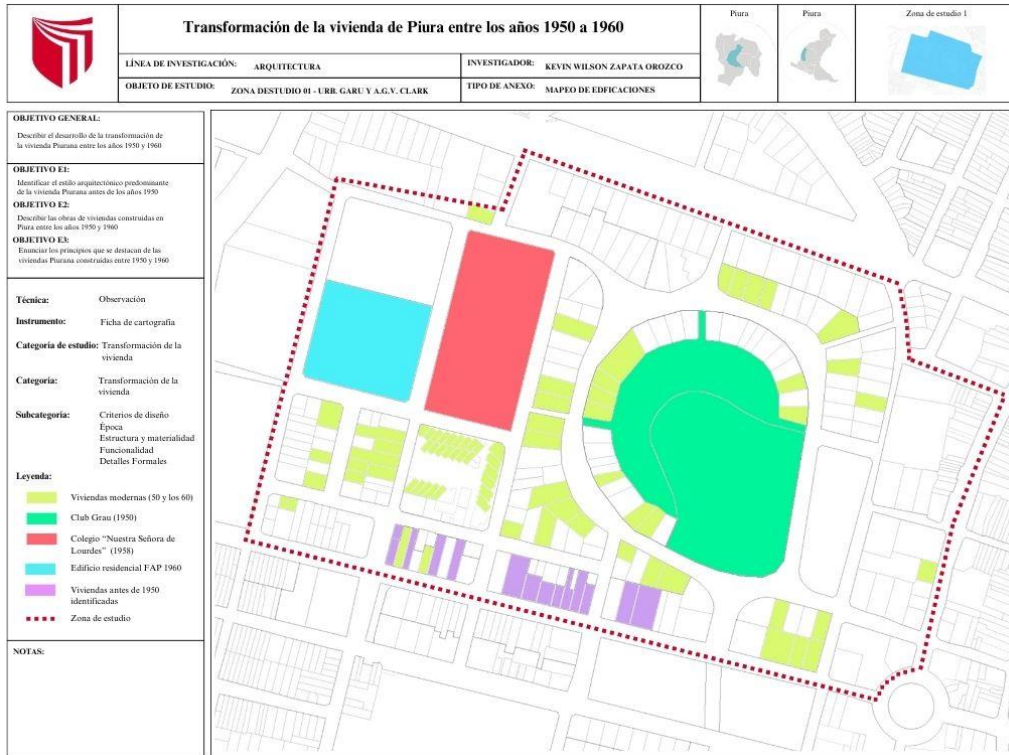 Transformación de la vivienda de Piura entre los años 1950 a 1960
LÍNEA DE INVESTIGACIÓN: ARQUITECTURA
INVESTIGADOR: KEVIN WILSON ZAPATA OROZCO
OBJETO DE ESTUDIO: ZONA DESTUDIO 01 - URB. GARU Y A.G.V. CLARK
TIPO DE ANEXO: MAPEO DE EDFICACIONES
Piura
Piura
Zona de estudio 1
OBJETIVO GENERAL:
Describir el desarrollo de la transformación de
la vivienda Piurana entre los años 1950 y 1960
OBJETIVO E1:
Identificar el estilo arquitectónico predominante
de la vivienda Piurana antes de los años 1950
OBJETIVO E2:
Describir las obras de viviendas construidas en
Piura entre los años 1950 y 1960
OBJETIVO E3:
Enunciar los principios que se destacan de las
viviendas Piurana construidas entre 1950 y 1960
Técnica: Observación
Instrumento: Ficha de cartografía
Categoría de estudio: Transformación de la
vivienda
Categoría: Transformación de la
vivienda
Subcategoría: Criterios de diseño
Época
Estructura y materialidad
Funcionalidad
Detalles Formales
Leyenda:
Viviendas modernas (50 y los 60)
Club Grau (1950)
Colegio “Nuestra Señora de
Lourdes” (1958)
Edificio residencial FAP 1960
Viviendas antes de 1950
identificadas
Zona de estudio
NOTAS: